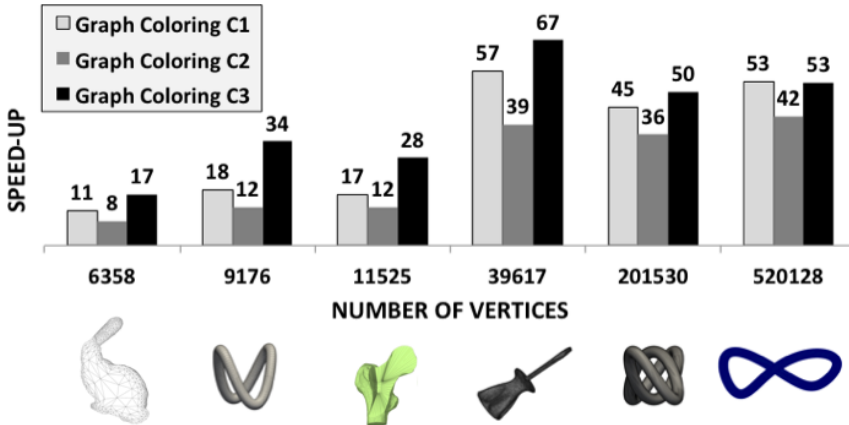 Graph Coloring C1
Graph Coloring C2
Graph Coloring C3
SPEED-UP
11 8 17
18 12 34
17 12 28
57 39 67
45 36 50
53 42 53
6358 9176 11525 39617 201530 520128
NUMBER OF VERTICES